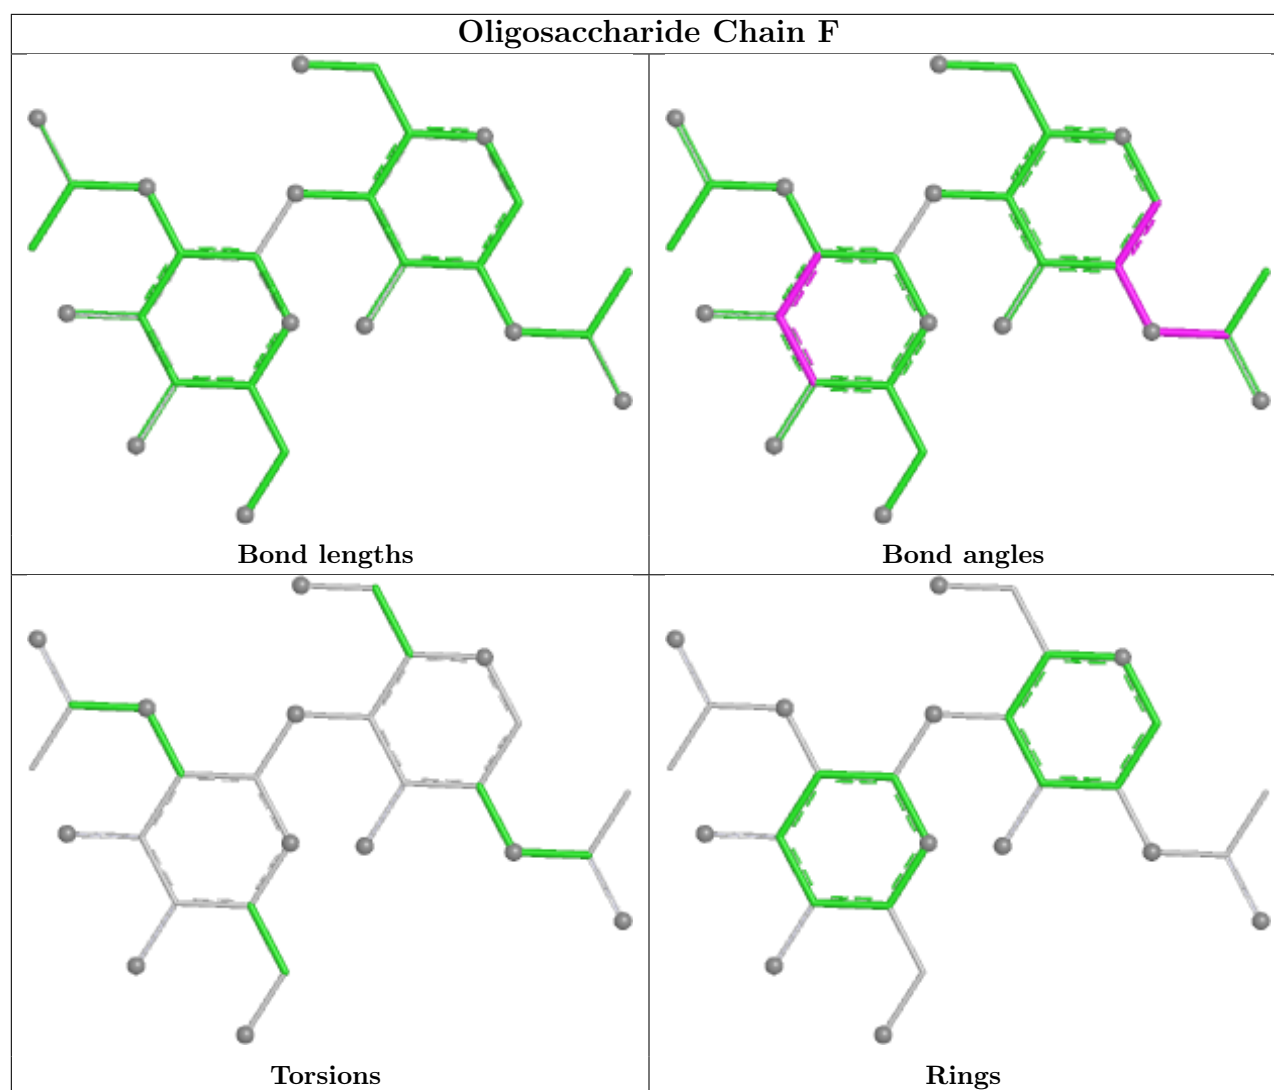 Oligosaccharide Chain F
Bond lengths
Bond angles
Torsions
Rings